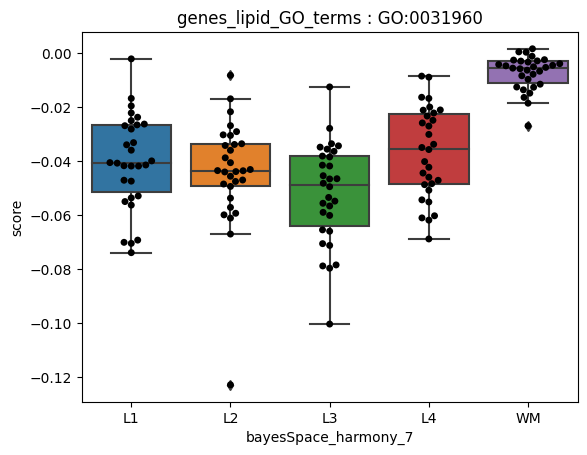 genes_lipid_GO_terms : GO:0031960
0.00
−0.02
−0.04
−0.06
−0.08
−0.10
−0.12
score
L1 L2 L3 L4 WM
bayesSpace_harmony_7